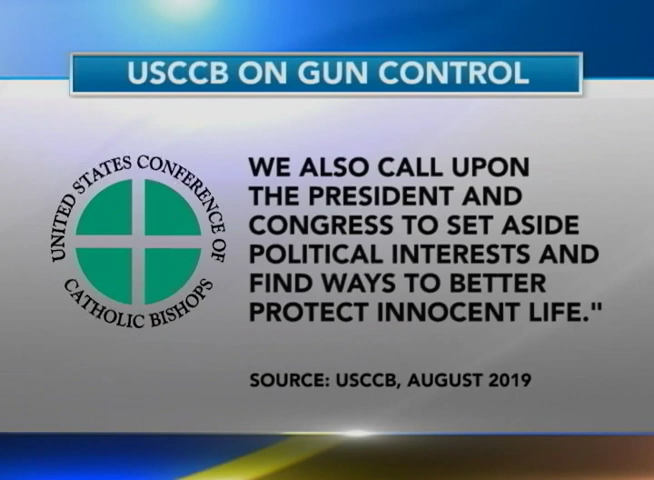 USCCB ON GUN CONTROL
UNITED STATES CONFERENCE OF
CATHOLIC BISHOPS
WE ALSO CALL UPON
THE PRESIDENT AND
CONGRESS TO SET ASIDE
POLITICAL INTERESTS AND
FIND WAYS TO BETTER
PROTECT INNOCENT LIFE."
SOURCE: USCCB, AUGUST 2019